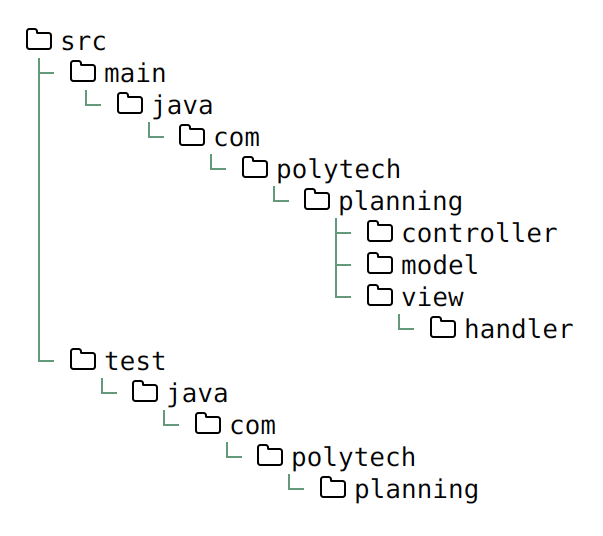 src
main
java
com
polytech
planning
controller
model
view
handler
test
java
com
polytech
planning